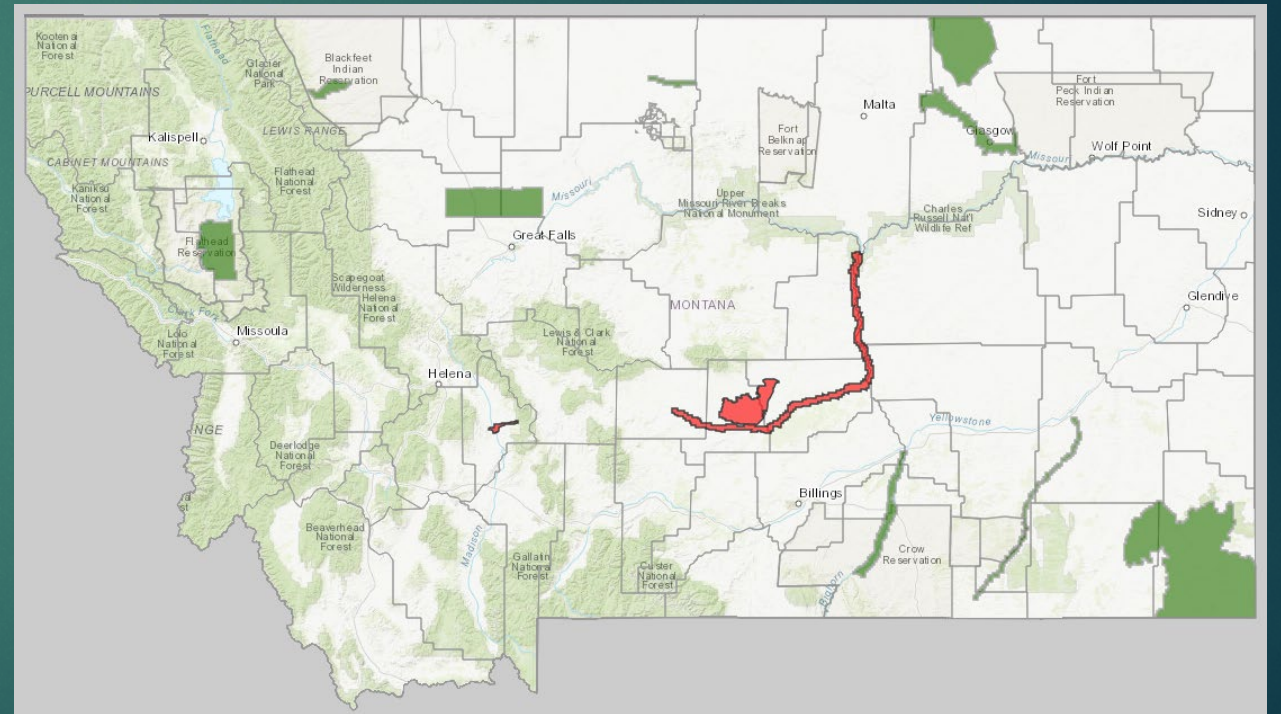 Kootenai
National
Forest
Flathead
Glacier
National
Park
Blackfeet
Indian
Reservation
PURCELL MOUNTAINS
Kalispell
LEWIS RANGE
CABINET MOUNTAINS
Kaniksu
National
Forest
Flathead
National
Forest
Flathead
Reservation
Missouri
Great Falls
Upper
Missouri River Breaks
National Monument
Fort
Belknap
Reservation
Malta
Glasgow
Fort
Peck Indian
Reservation
Missouri
Wolf Point
Charles
Russell Nat'l
Wildlife Ref
Sidney
Glendive
MONTANA
Scapegoat
Wilderness
Helena
National
Forest
Clark Fork
Lolo
National
Forest
Missoula
Lewis & Clark
National
Forest
Helena
NGE
Deerlodge
National
Forest
Yellowstone
Billings
Beaverhead
National
Forest
Madison
Gallatin
National
Forest
Custer
National
Forest
Bighorn
Crow
Reservation